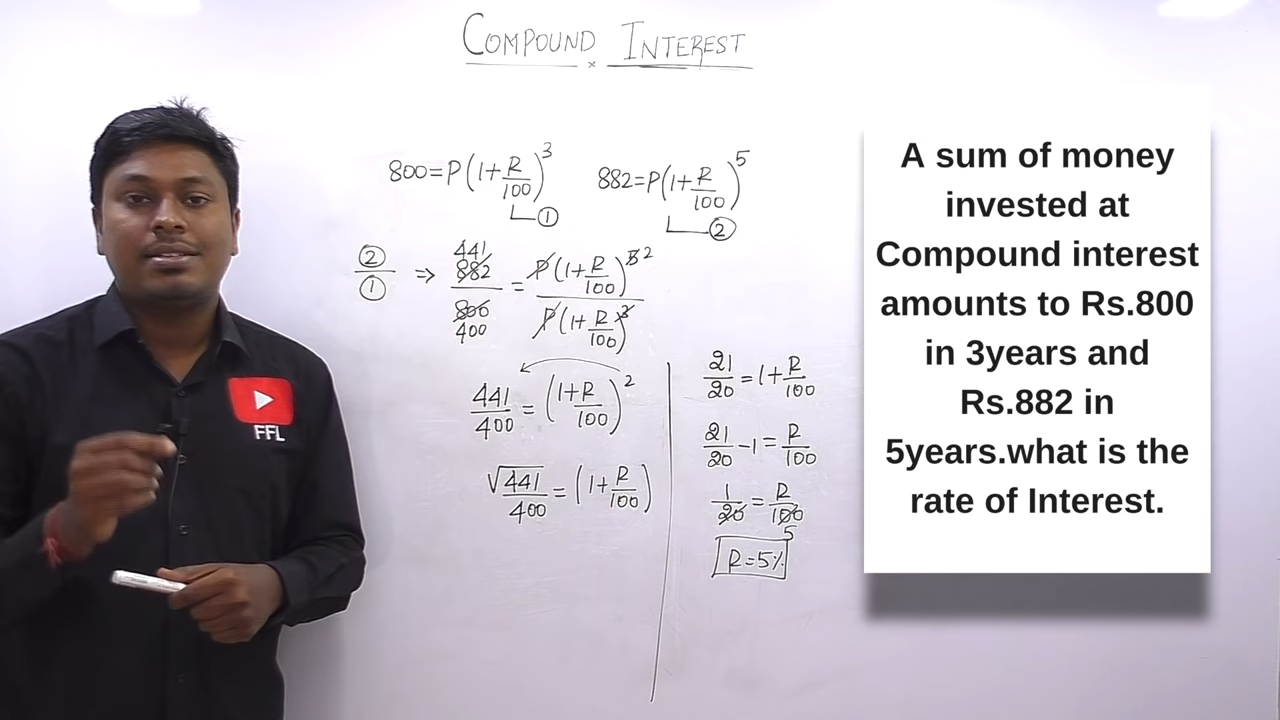 COMPOUND INTEREST
800=P(1+R/100)^3
①
882=P(1+R/100)^5
②
②/① ⇒ 441 882/800 400 = P(1+R/100)^5 2/P(1+R/100)^3
441/400 = (1+R/100)^2
√441/400 = (1+R/100)
21/20 = 1+R/100
21/20 -1 = R/100
1/20 = R/100 5
R=5%
FFL
A sum of money
invested at
Compound interest
amounts to Rs.800
in 3years and
Rs.882 in
5years.what is the
rate of Interest.